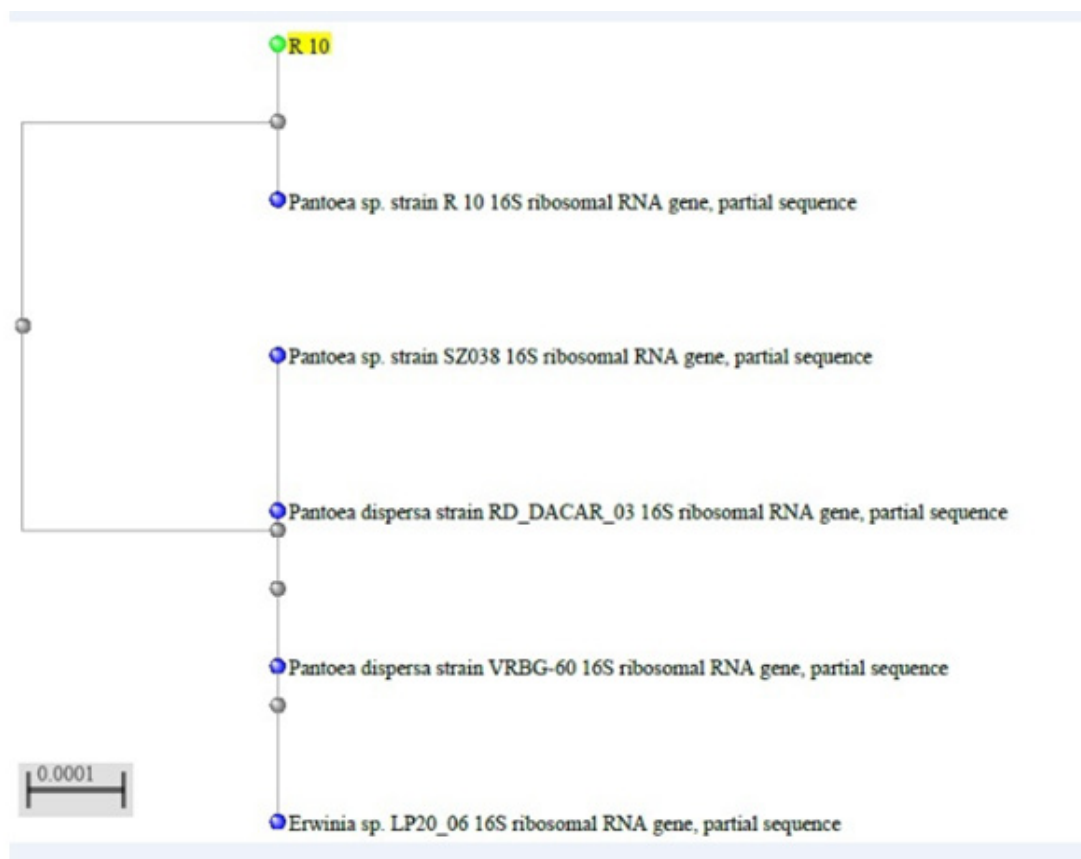 R 10
Pantoea sp. strain R 10 16S ribosomal RNA gene, partial sequence
Pantoea sp. strain SZ038 16S ribosomal RNA gene, partial sequence
Pantoea dispersa strain RD_DACAR_03 16S ribosomal RNA gene, partial sequence
Pantoea dispersa strain VRBG-60 16S ribosomal RNA gene, partial sequence
0.0001
Erwinia sp. LP20_06 16S ribosomal RNA gene, partial sequence